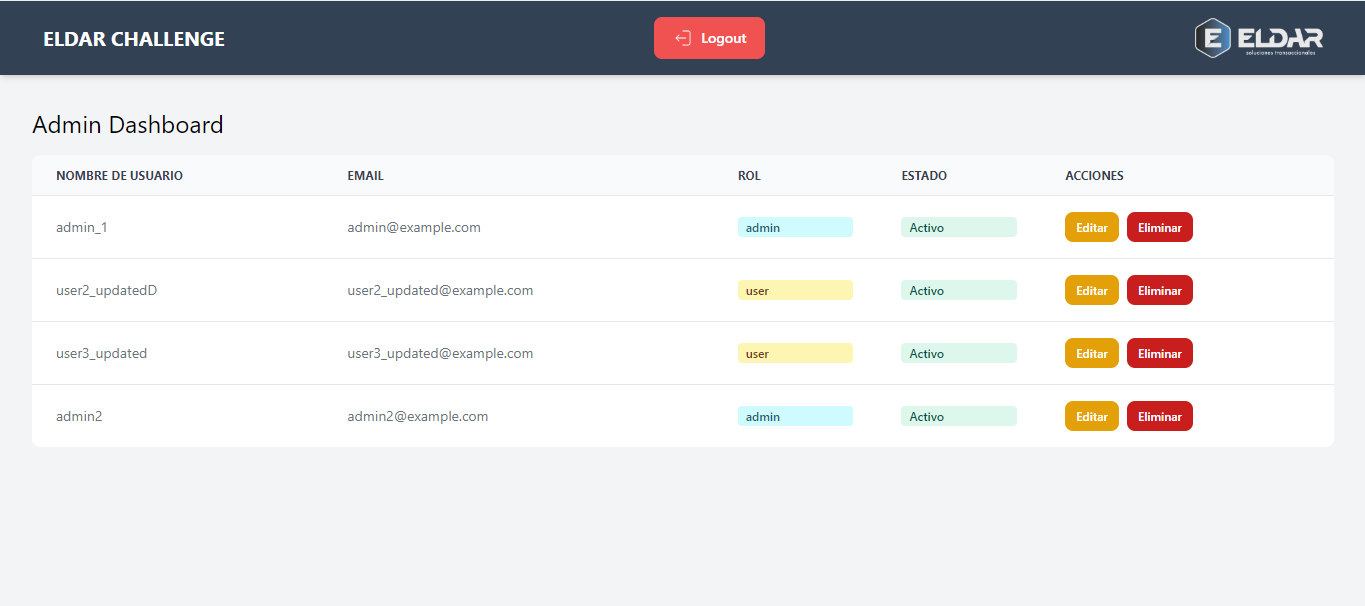 ELDAR CHALLENGE
Logout
E ELDAR
soluciones transaccionales
Admin Dashboard
NOMBRE DE USUARIO EMAIL ROL ESTADO ACCIONES
admin_1 admin@example.com admin Activo Editar Eliminar
user2_updatedD user2_updated@example.com user Activo Editar Eliminar
user3_updated user3_updated@example.com user Activo Editar Eliminar
admin2 admin2@example.com admin Activo Editar Eliminar